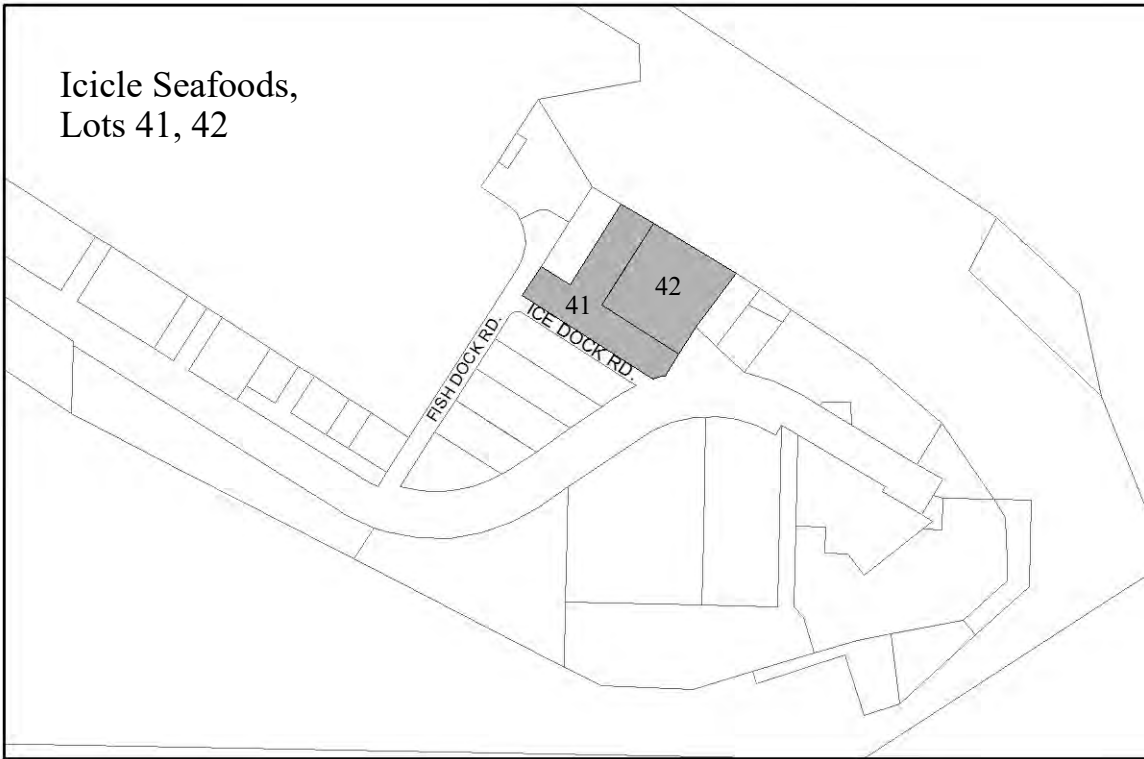 Icicle Seafoods,
Lots 41, 42
42
41
ICE DOCK RD.
FISH DOCK RD.